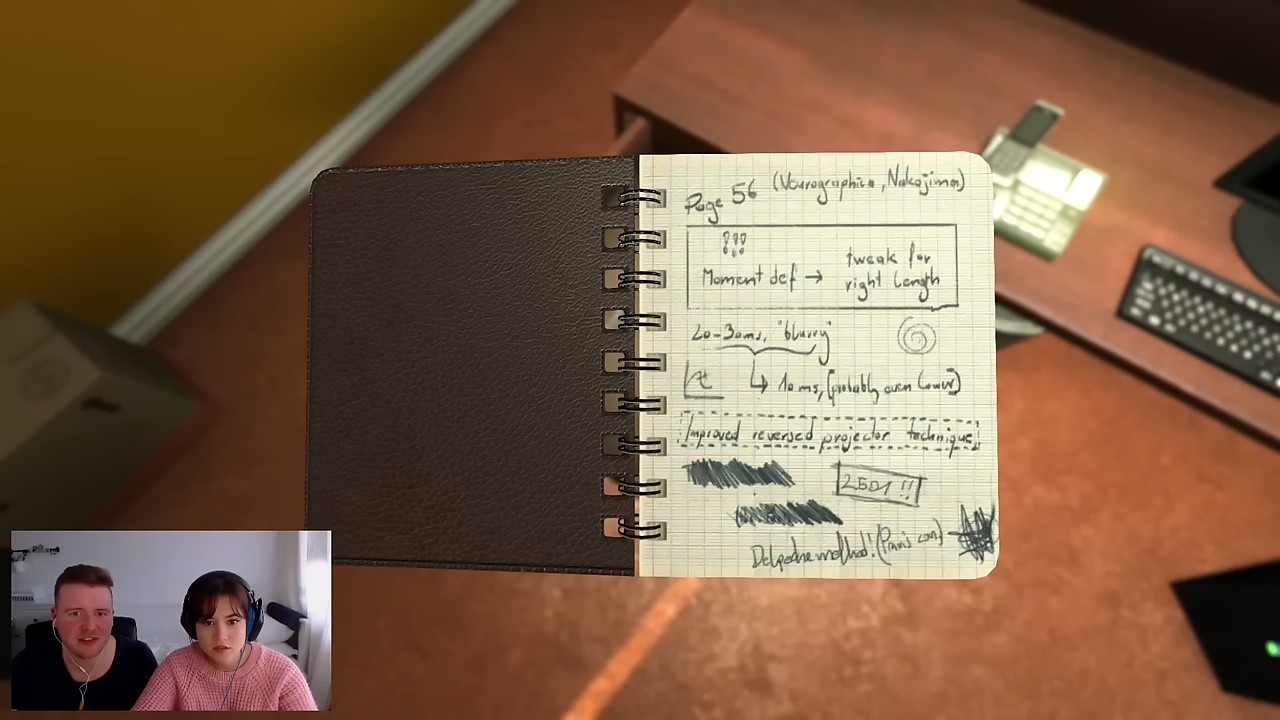 Page 56 (Neurographica, Nakajima)
!!!
Moment def → tweak for
right length
20-30ms, "blurry"
↳ 10 ms, (probably even lower)
Improved reversed projector technique
2501 !!
method! (Paris con)